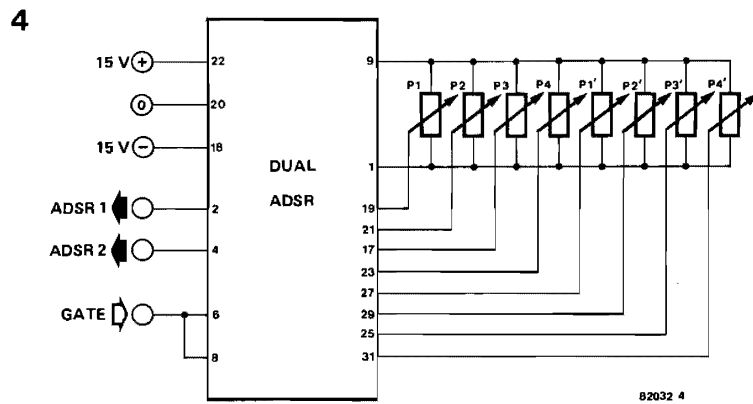 4
15 V +
0
15 V −
ADSR 1
ADSR 2
GATE
22
20
18
2
4
6
8
DUAL
ADSR
9
1
19
21
17
23
27
29
25
31
P1 P2 P3 P4 P1' P2' P3' P4'
82032 4